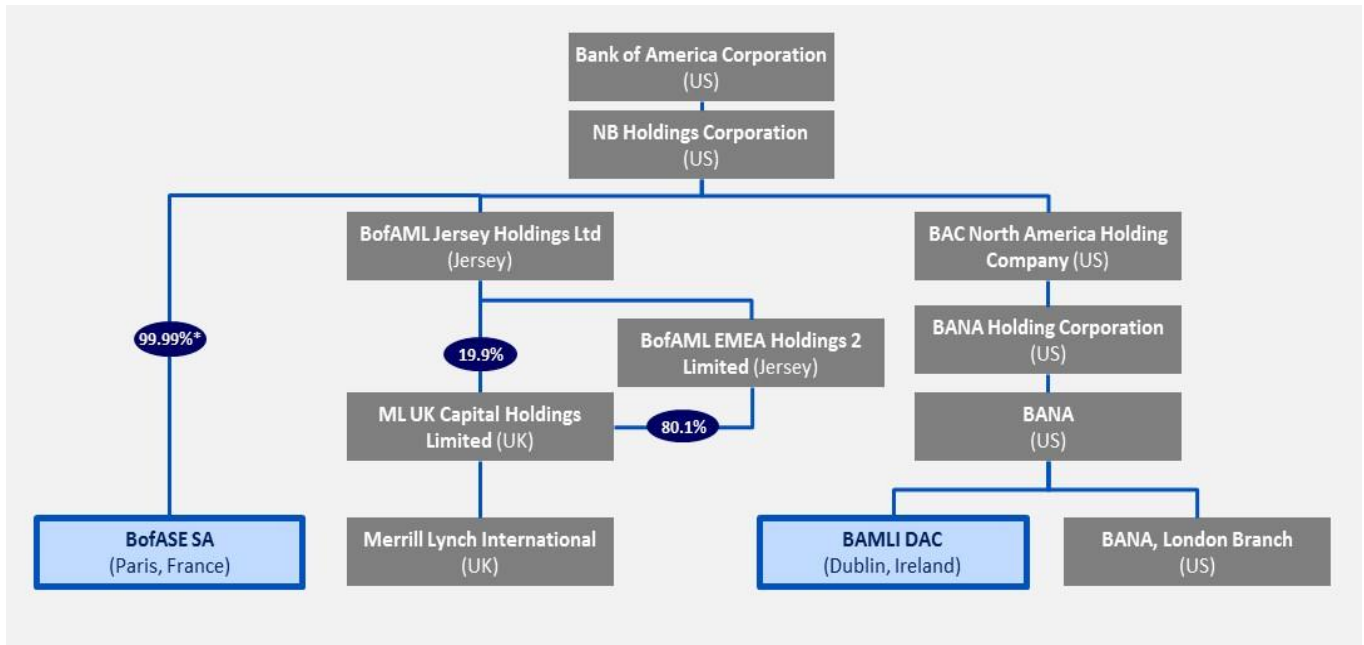 Bank of America Corporation
(US)
NB Holdings Corporation
(US)
BofAML Jersey Holdings Ltd
(Jersey)
BAC North America Holding
Company (US)
99.99%*
19.9%
BofAML EMEA Holdings 2
Limited (Jersey)
BANA Holding Corporation
(US)
ML UK Capital Holdings
Limited (UK)
80.1%
BANA
(US)
BofASE SA
(Paris, France)
Merrill Lynch International
(UK)
BAMLI DAC
(Dublin, Ireland)
BANA, London Branch
(US)